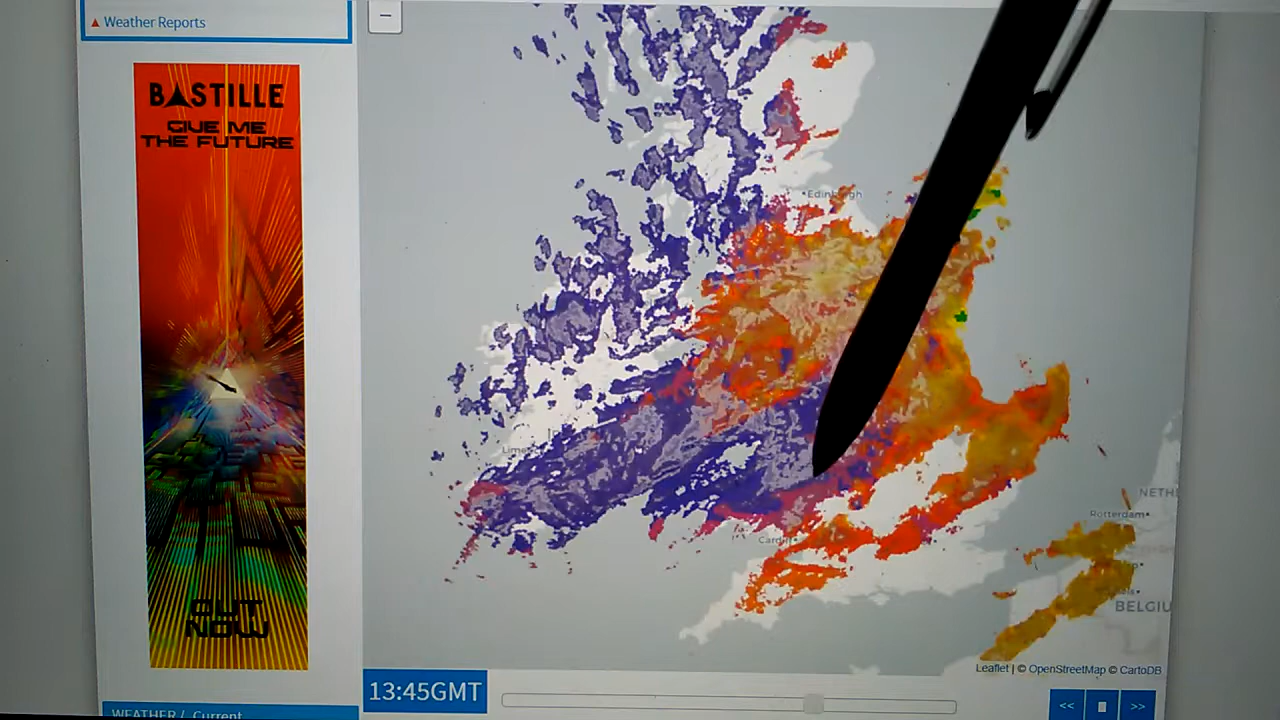 Weather Reports
BASTILLE
GIVE ME
THE FUTURE
OUT
NOW
WEATHER / Current
−
Edinburgh
Cardiff
Rotterdam
BELGIU
Leaflet | © OpenStreetMap © CartoDB
13:45GMT
<<
>>